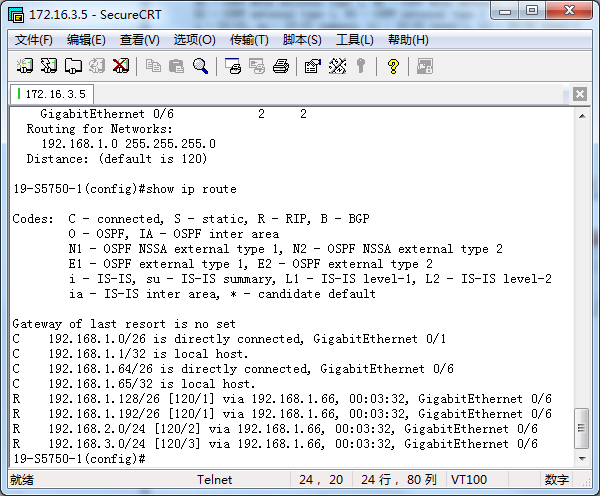 172.16.3.5 - SecureCRT
文件(F) 编辑(E) 查看(V) 选项(O) 传输(T) 脚本(S) 工具(L) 帮助(H)
172.16.3.5
GigabitEthernet 0/6 2 2
Routing for Networks:
192.168.1.0 255.255.255.0
Distance: (default is 120)
19-S5750-1(config)#show ip route
Codes: C - connected, S - static, R - RIP, B - BGP
O - OSPF, IA - OSPF inter area
N1 - OSPF NSSA external type 1, N2 - OSPF NSSA external type 2
E1 - OSPF external type 1, E2 - OSPF external type 2
i - IS-IS, su - IS-IS summary, L1 - IS-IS level-1, L2 - IS-IS level-2
ia - IS-IS inter area, * - candidate default
Gateway of last resort is no set
C 192.168.1.0/26 is directly connected, GigabitEthernet 0/1
C 192.168.1.1/32 is local host.
C 192.168.1.64/26 is directly connected, GigabitEthernet 0/6
C 192.168.1.65/32 is local host.
R 192.168.1.128/26 [120/1] via 192.168.1.66, 00:03:32, GigabitEthernet 0/6
R 192.168.1.192/26 [120/1] via 192.168.1.66, 00:03:32, GigabitEthernet 0/6
R 192.168.2.0/24 [120/2] via 192.168.1.66, 00:03:32, GigabitEthernet 0/6
R 192.168.3.0/24 [120/3] via 192.168.1.66, 00:03:32, GigabitEthernet 0/6
19-S5750-1(config)#
就绪 Telnet 24, 20 24 行, 80 列 VT100 数字